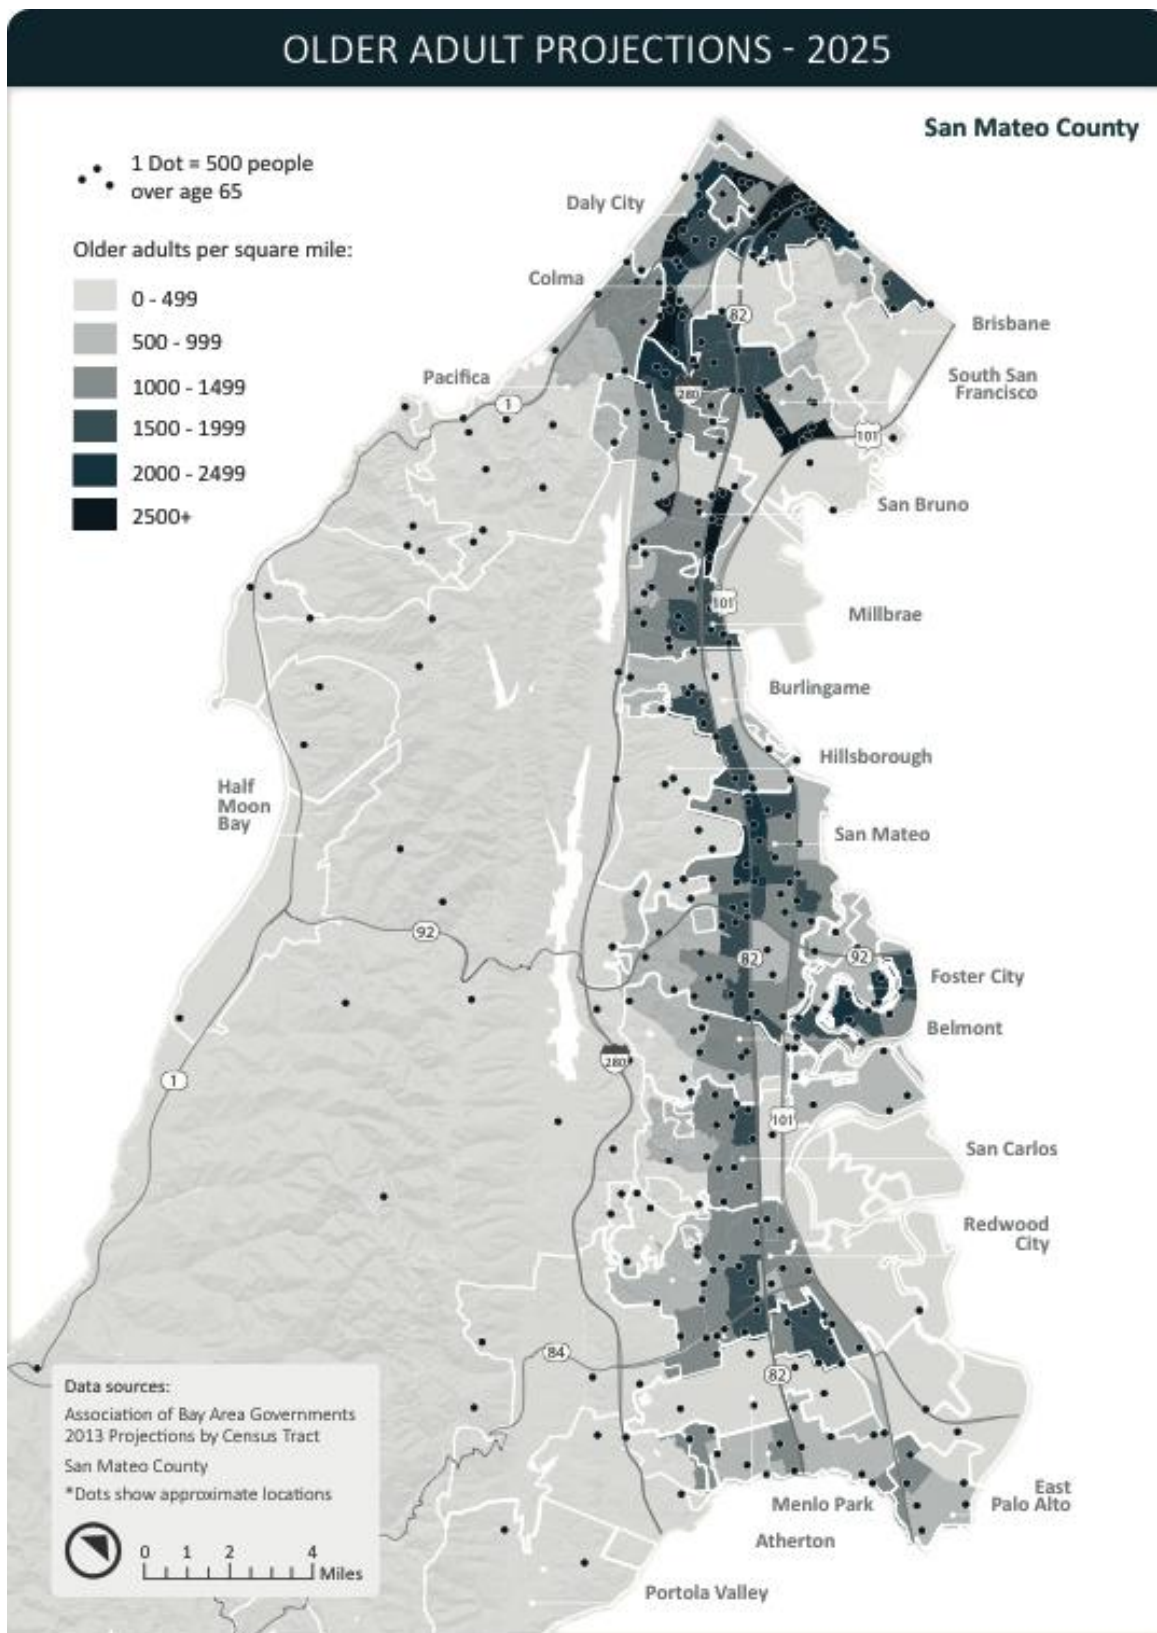 OLDER ADULT PROJECTIONS - 2025
San Mateo County
1 Dot = 500 people
over age 65
Older adults per square mile:
0 - 499
500 - 999
1000 - 1499
1500 - 1999
2000 - 2499
2500+
Daly City
Colma
82
Brisbane
Pacifica
South San
Francisco
280
1
101
San Bruno
101
Millbrae
Burlingame
Hillsborough
Half
Moon
Bay
San Mateo
92
82
92
Foster City
Belmont
280
1
101
San Carlos
Redwood
City
84
82
Data sources:
Association of Bay Area Governments
2013 Projections by Census Tract
San Mateo County
*Dots show approximate locations
0 1 2 4
Miles
East
Palo Alto
Menlo Park
Atherton
Portola Valley